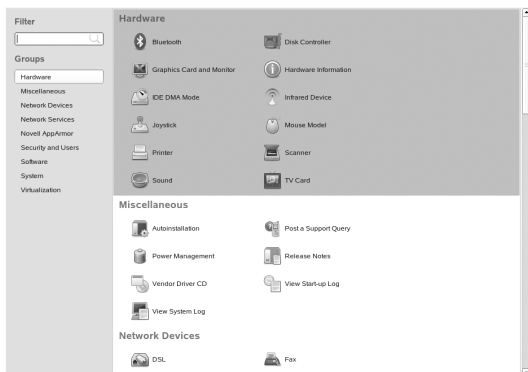 Filter
Groups
Hardware
Miscellaneous
Network Devices
Network Services
Novell AppArmor
Security and Users
Software
System
Virtualization
Hardware
Bluetooth
Disk Controller
Graphics Card and Monitor
Hardware Information
IDE DMA Mode
Infrared Device
Joystick
Mouse Model
Printer
Scanner
Sound
TV Card
Miscellaneous
Autoinstallation
Post a Support Query
Power Management
Release Notes
Vendor Driver CD
View Start-up Log
View System Log
Network Devices
DSL
Fax